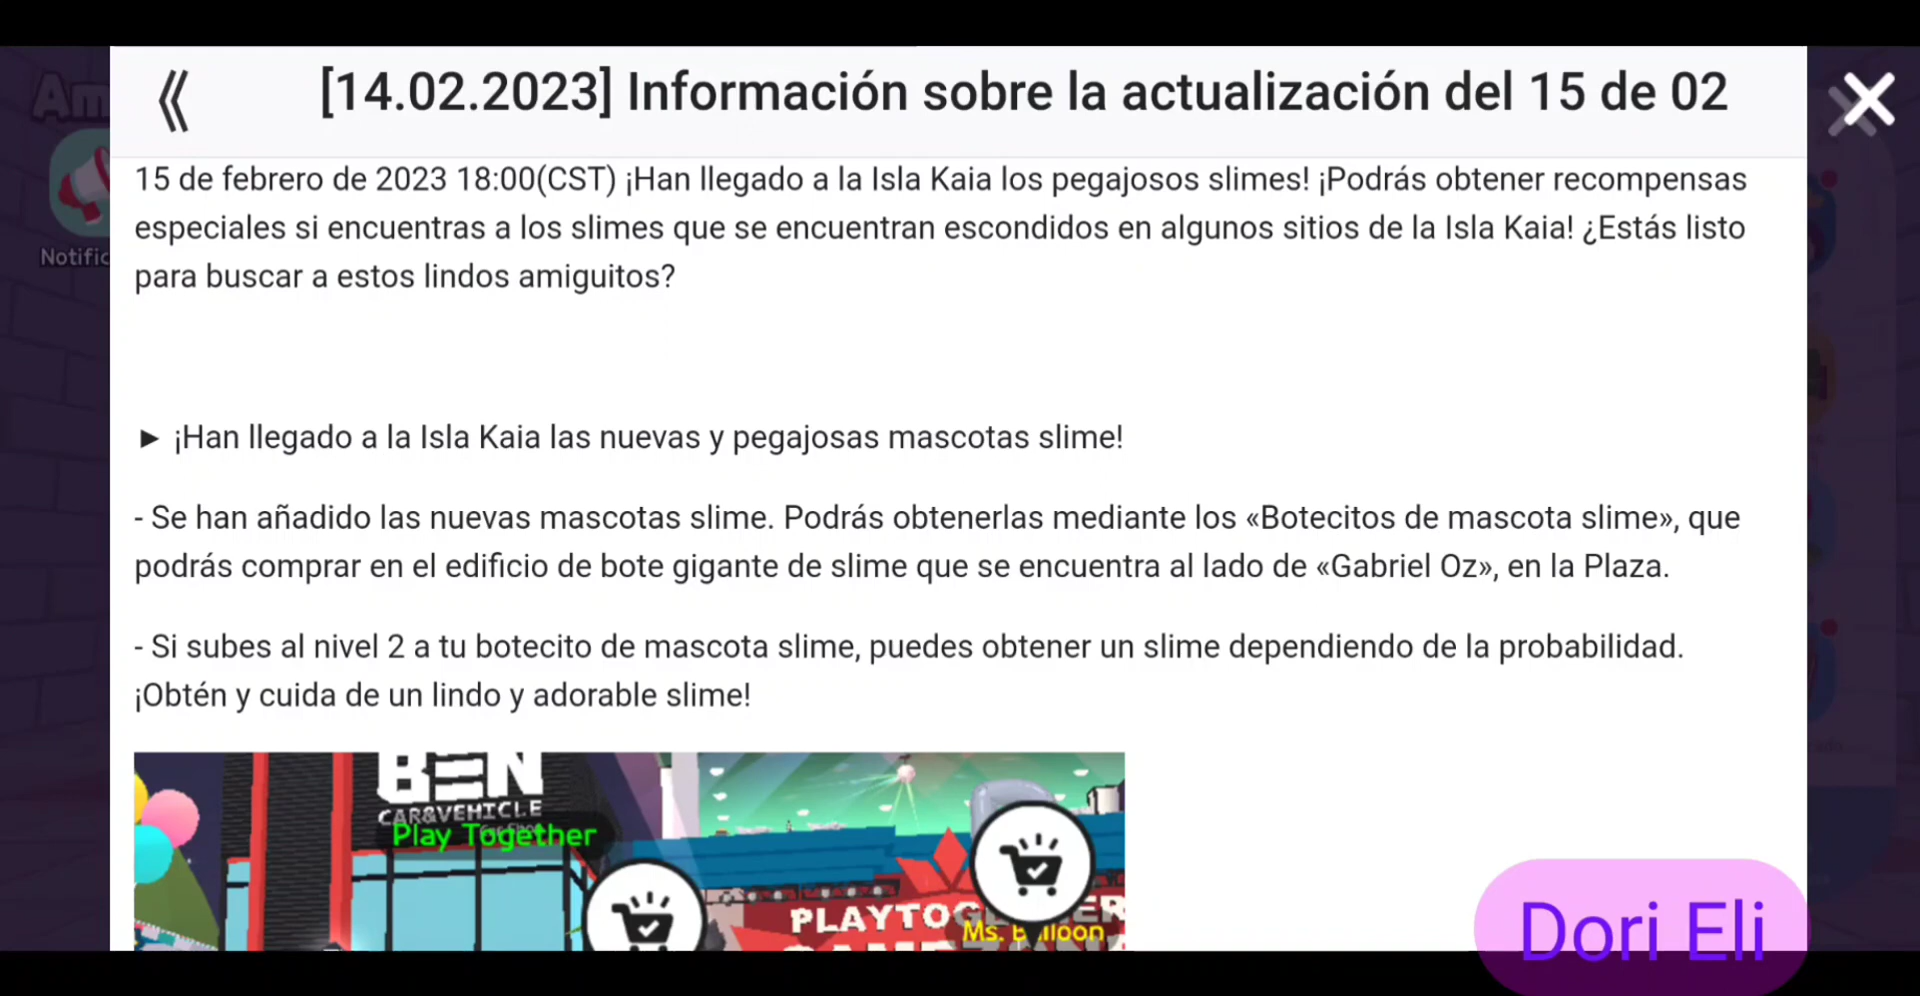 [14.02.2023] Información sobre la actualización del 15 de 02
Am
Notific
15 de febrero de 2023 18:00(CST) ¡Han llegado a la Isla Kaia los pegajosos slimes! ¡Podrás obtener recompensas
especiales si encuentras a los slimes que se encuentran escondidos en algunos sitios de la Isla Kaia! ¿Estás listo
para buscar a estos lindos amiguitos?
► ¡Han llegado a la Isla Kaia las nuevas y pegajosas mascotas slime!
- Se han añadido las nuevas mascotas slime. Podrás obtenerlas mediante los «Botecitos de mascota slime», que
podrás comprar en el edificio de bote gigante de slime que se encuentra al lado de «Gabriel Oz», en la Plaza.
- Si subes al nivel 2 a tu botecito de mascota slime, puedes obtener un slime dependiendo de la probabilidad.
¡Obtén y cuida de un lindo y adorable slime!
BEN
CAR&VEHICLE
Play Together
PLAYTOGETHER
Ms. Balloon
Dori Eli